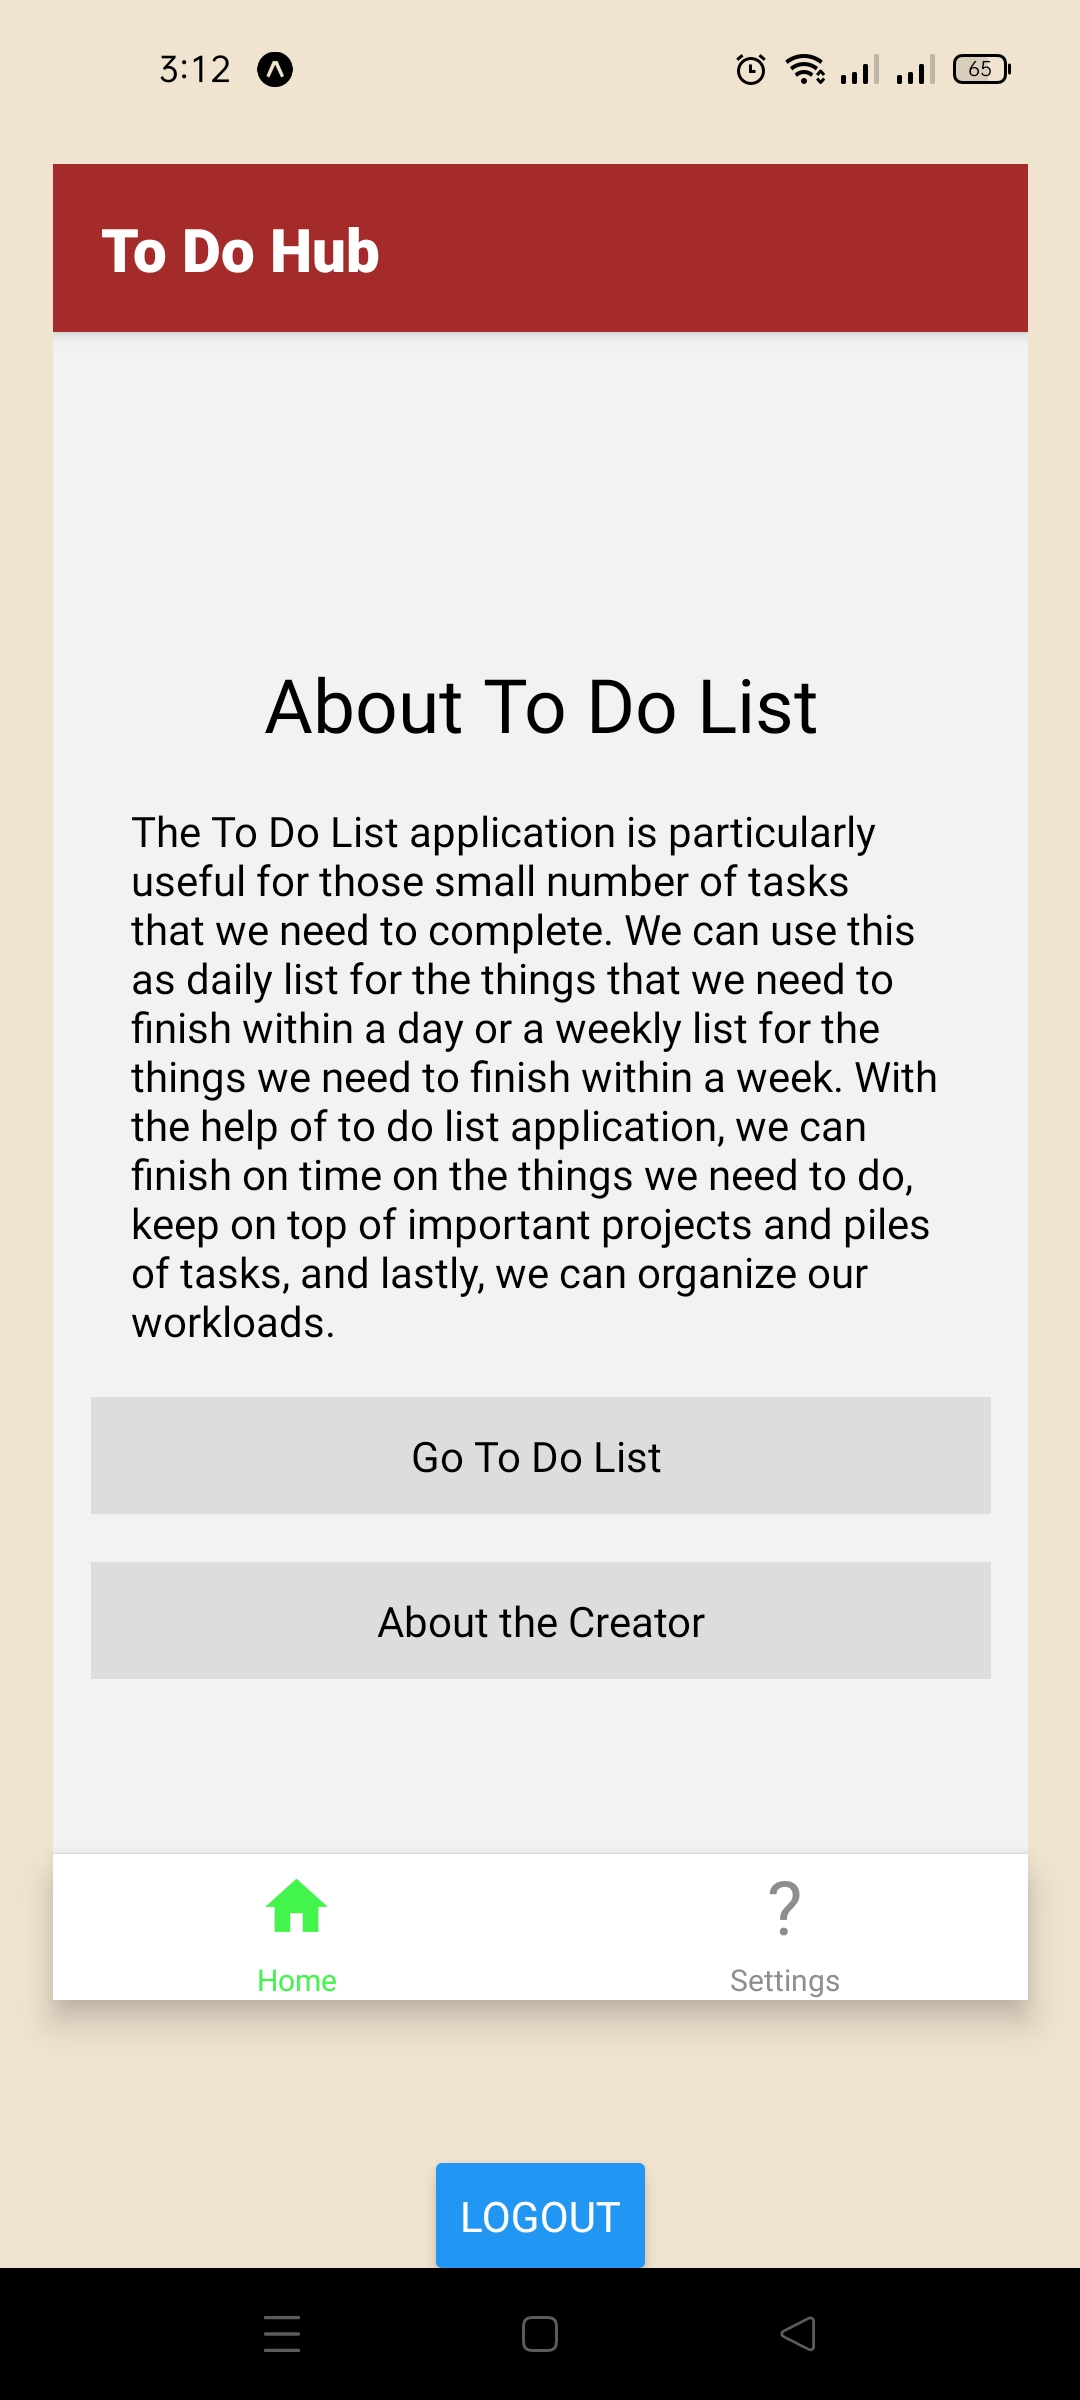 3:12
65
To Do Hub
About To Do List
The To Do List application is particularly
useful for those small number of tasks
that we need to complete. We can use this
as daily list for the things that we need to
finish within a day or a weekly list for the
things we need to finish within a week. With
the help of to do list application, we can
finish on time on the things we need to do,
keep on top of important projects and piles
of tasks, and lastly, we can organize our
workloads.
Go To Do List
About the Creator
?
Home
Settings
LOGOUT